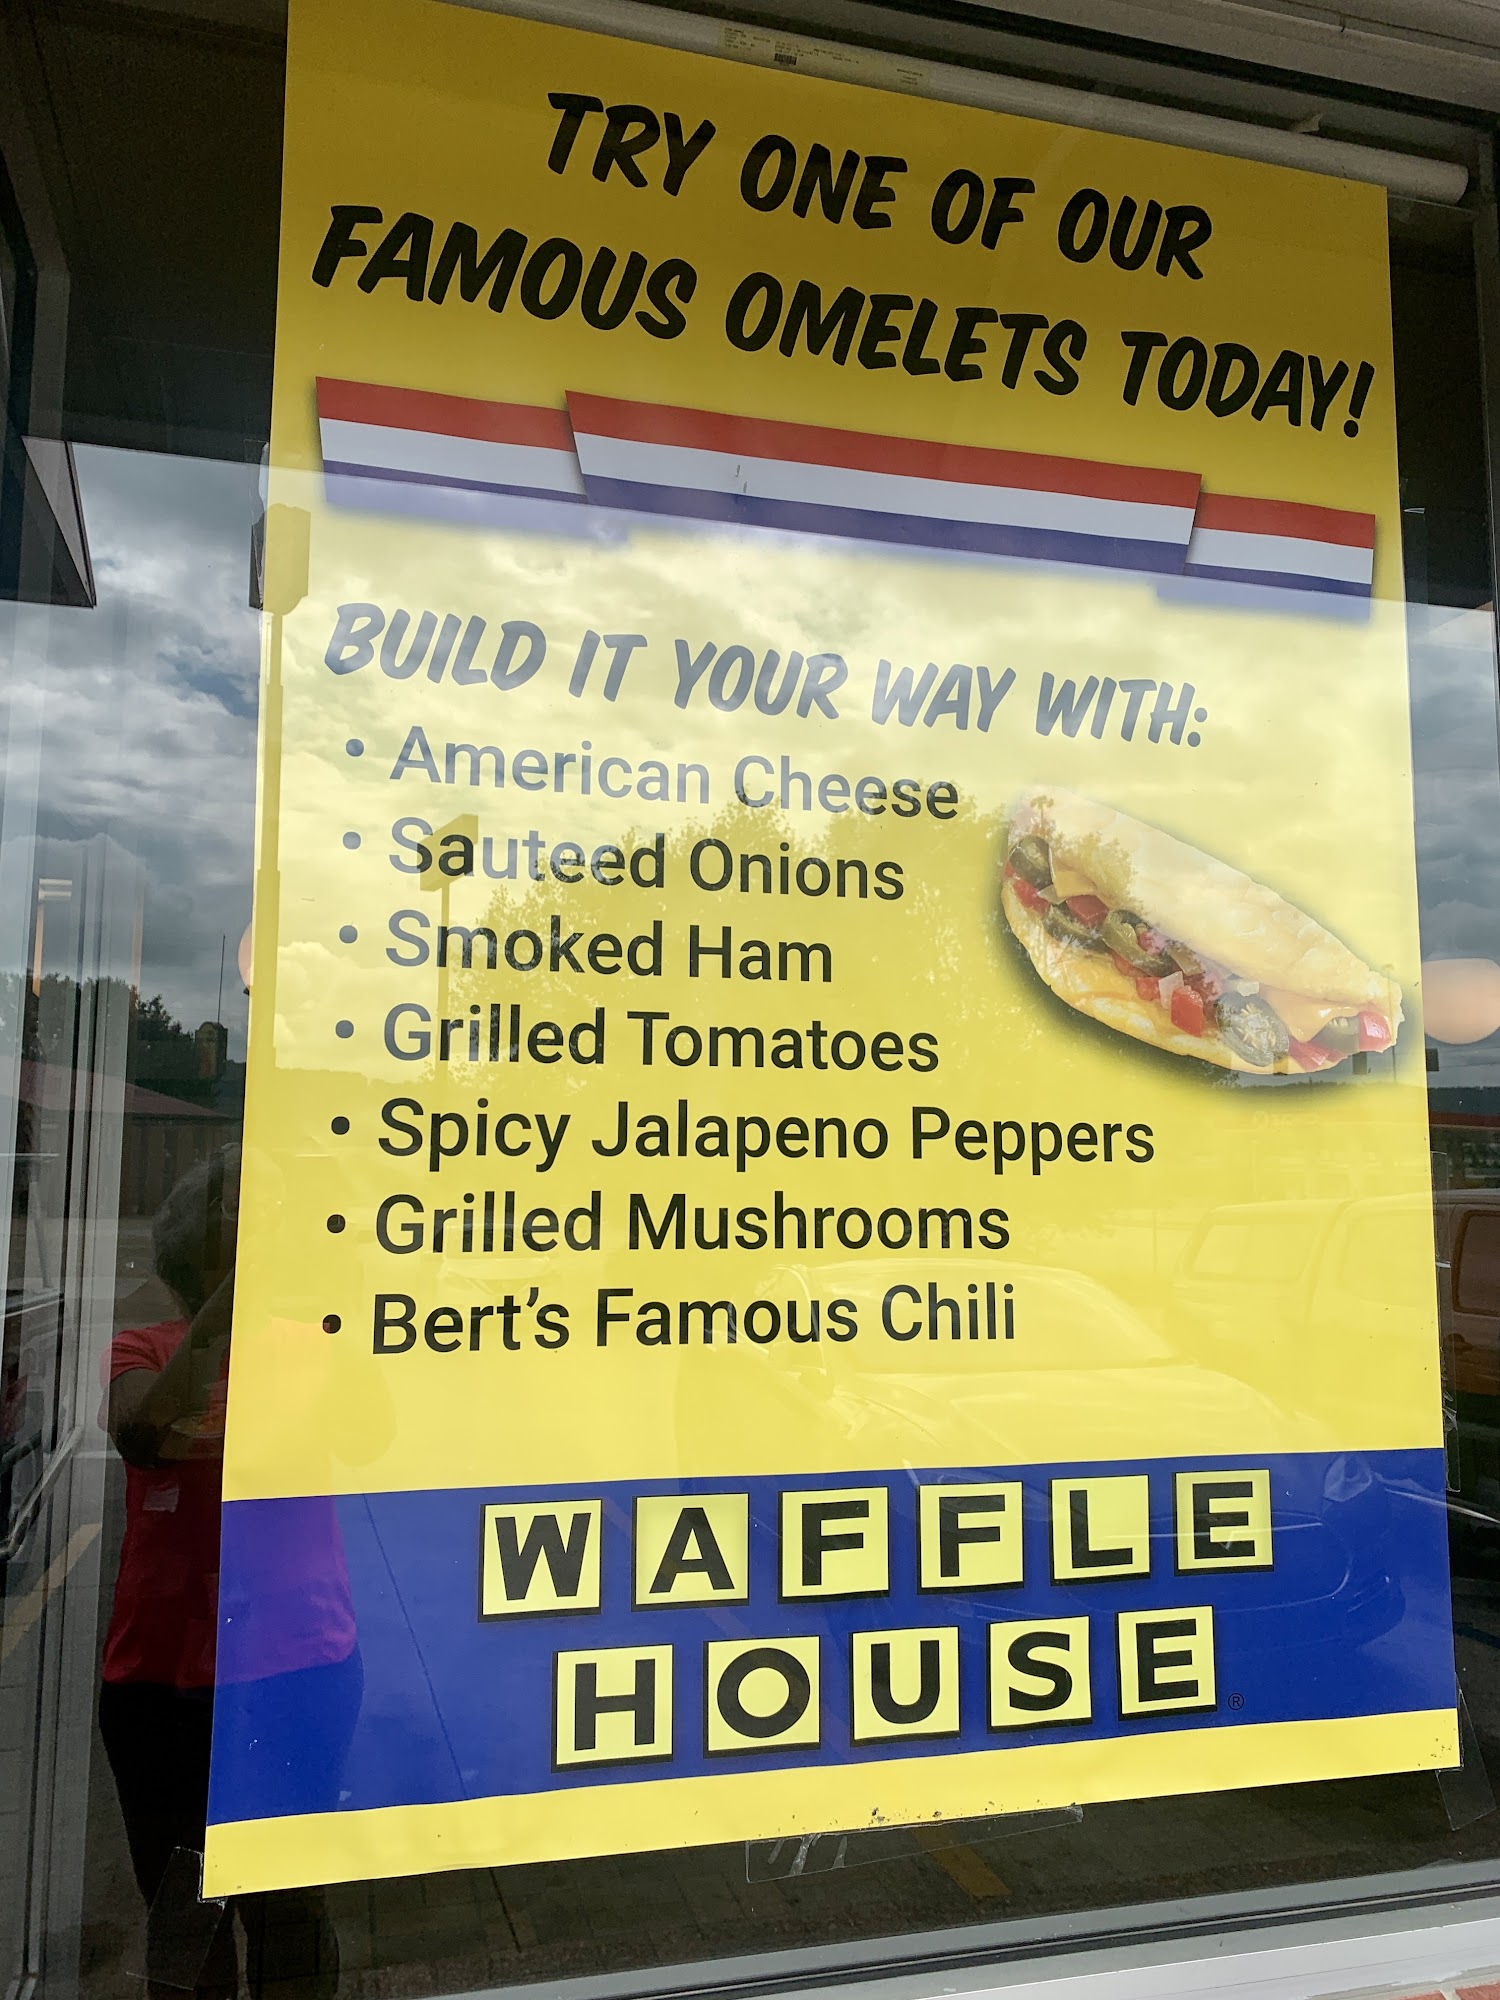 TRY ONE OF OUR
FAMOUS OMELETS TODAY!
BUILD IT YOUR WAY WITH:
• American Cheese
• Sauteed Onions
• Smoked Ham
• Grilled Tomatoes
• Spicy Jalapeno Peppers
• Grilled Mushrooms
• Bert's Famous Chili
WAFFLE
HOUSE®